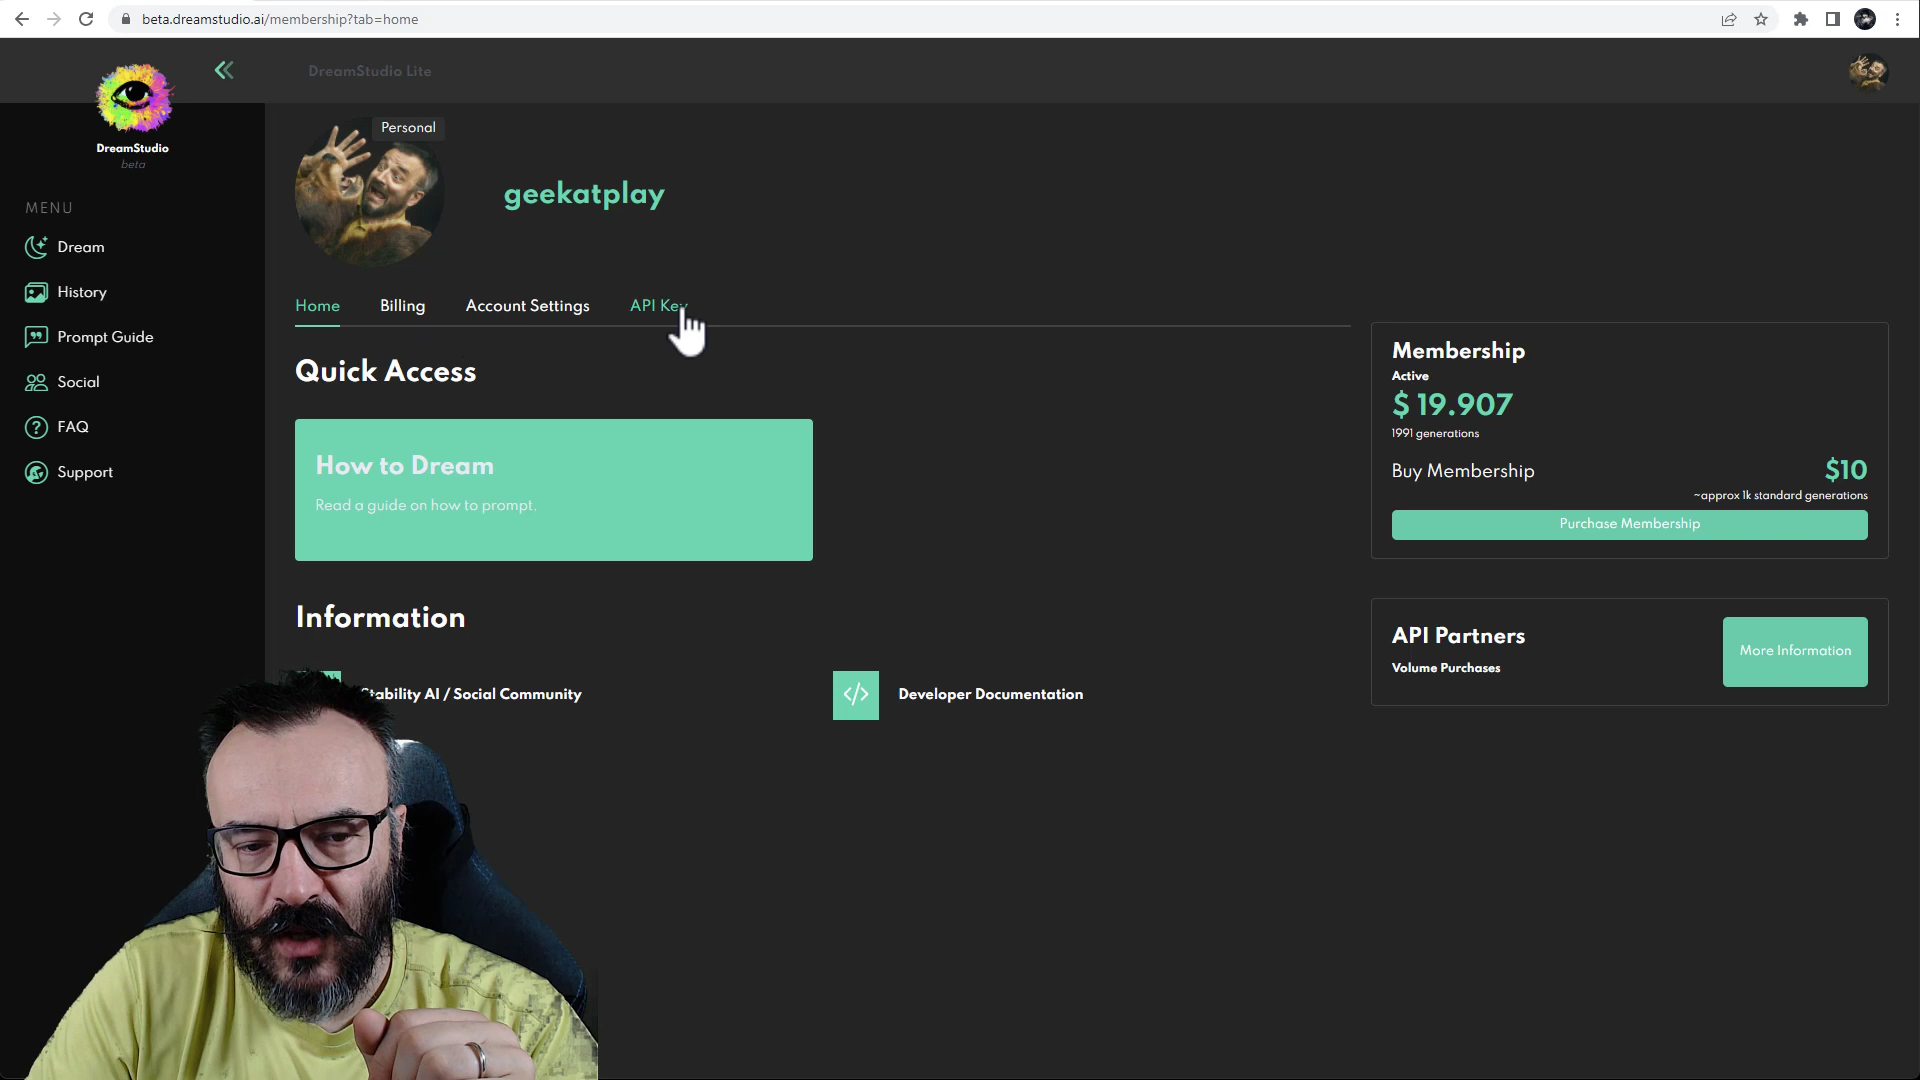 beta.dreamstudio.ai/membership?tab=home
DreamStudio Lite
DreamStudio
beta
Personal
geekatplay
MENU
Dream
History
Prompt Guide
Social
FAQ
Support
Home
Billing
Account Settings
API Key
Quick Access
How to Dream
Read a guide on how to prompt.
Information
Stability AI / Social Community
Developer Documentation
Membership
Active
$ 19.907
1991 generations
Buy Membership
$10
~approx 1k standard generations
Purchase Membership
API Partners
Volume Purchases
More Information